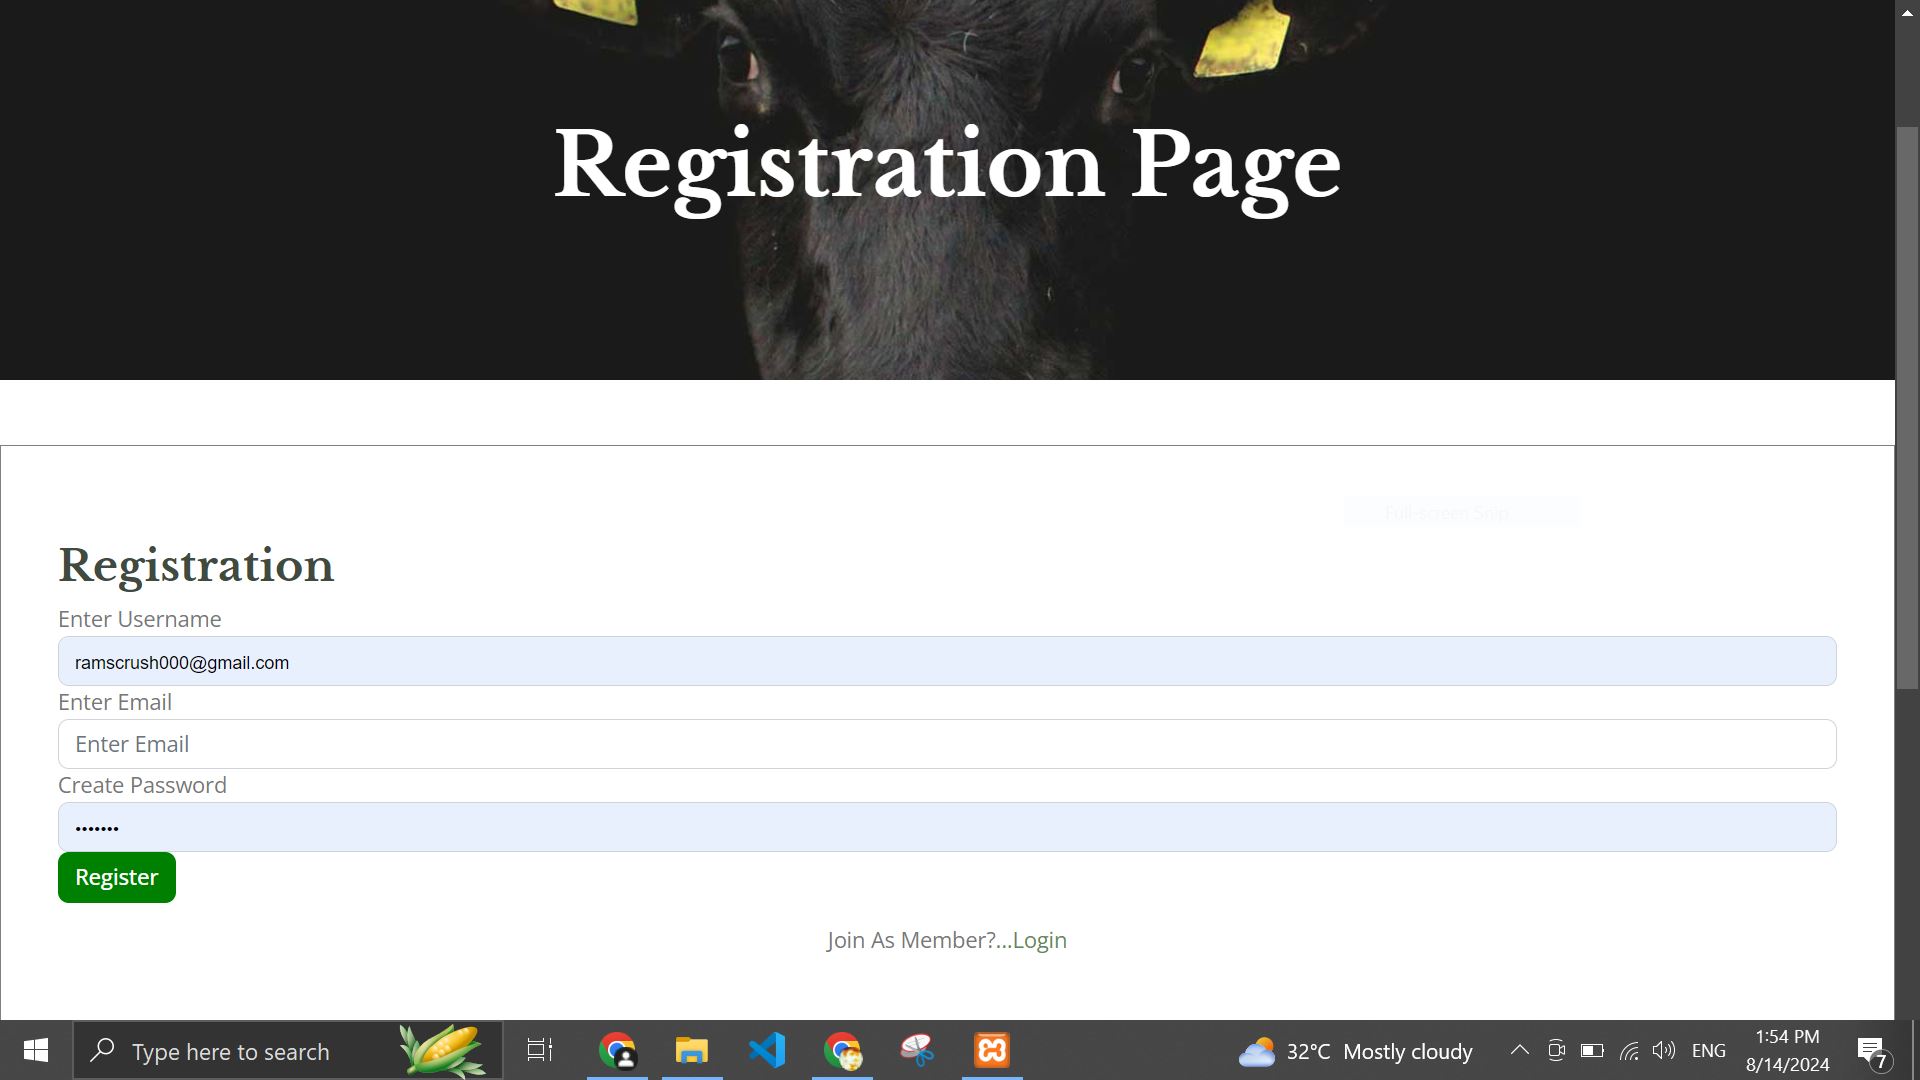 Registration Page
Full-screen Snip
Registration
Enter Username
ramscrush000@gmail.com
Enter Email
Enter Email
Create Password
•••••••
Register
Join As Member?...Login
Type here to search
32°C Mostly cloudy
ENG
1:54 PM
8/14/2024
7